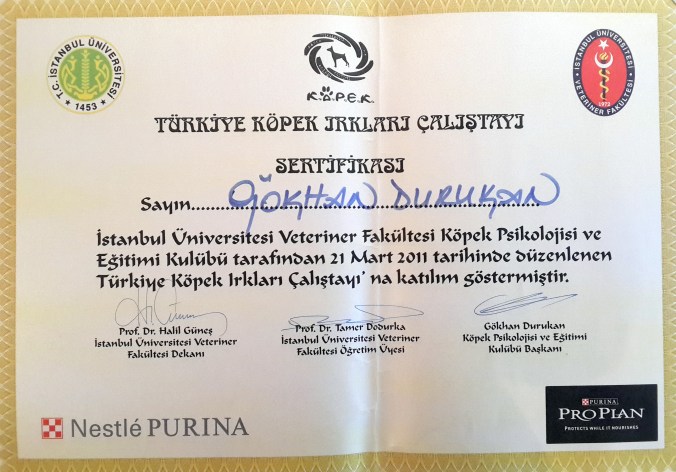 T.C. İSTANBUL ÜNİVERSİTESİ
1453
K.Ö.P.E.K.
İSTANBUL ÜNİVERSİTESİ
VETERİNER FAKÜLTESİ
1972
TÜRKİYE KÖPEK IRKLARI ÇALIŞTAYI
SERTİFİKASI
Sayın......GÖKHAN DURUKAN
İstanbul Üniversitesi Veteriner Fakültesi Köpek Psikolojisi ve
Eğitimi Kulübü tarafından 21 Mart 2011 tarihinde düzenlenen
Türkiye Köpek Irkları Çalıştayı' na katılım göstermiştir.
Prof. Dr. Halil Güneş
İstanbul Üniversitesi Veteriner
Fakültesi Dekanı
Prof. Dr. Tamer Dodurka
İstanbul Üniversitesi Veteriner
Fakültesi Öğretim Üyesi
Gökhan Durukan
Köpek Psikolojisi ve Eğitimi
Kulübü Başkanı
Nestlé PURINA
PURINA
PRO PLAN
PROTECTS WHILE IT NOURISHES